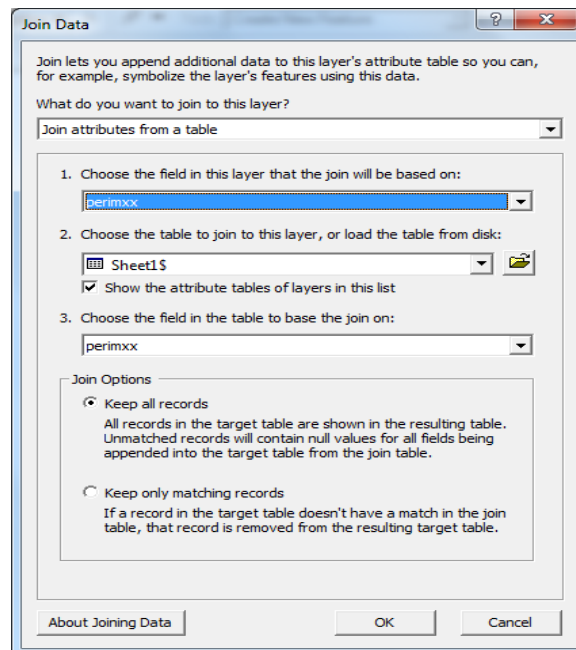 Join Data
Join lets you append additional data to this layer's attribute table so you can,
for example, symbolize the layer's features using this data.
What do you want to join to this layer?
Join attributes from a table
1. Choose the field in this layer that the join will be based on:
perimxx
2. Choose the table to join to this layer, or load the table from disk:
Sheet1$
Show the attribute tables of layers in this list
3. Choose the field in the table to base the join on:
perimxx
Join Options
Keep all records
All records in the target table are shown in the resulting table.
Unmatched records will contain null values for all fields being
appended into the target table from the join table.
Keep only matching records
If a record in the target table doesn't have a match in the join
table, that record is removed from the resulting target table.
About Joining Data
OK
Cancel